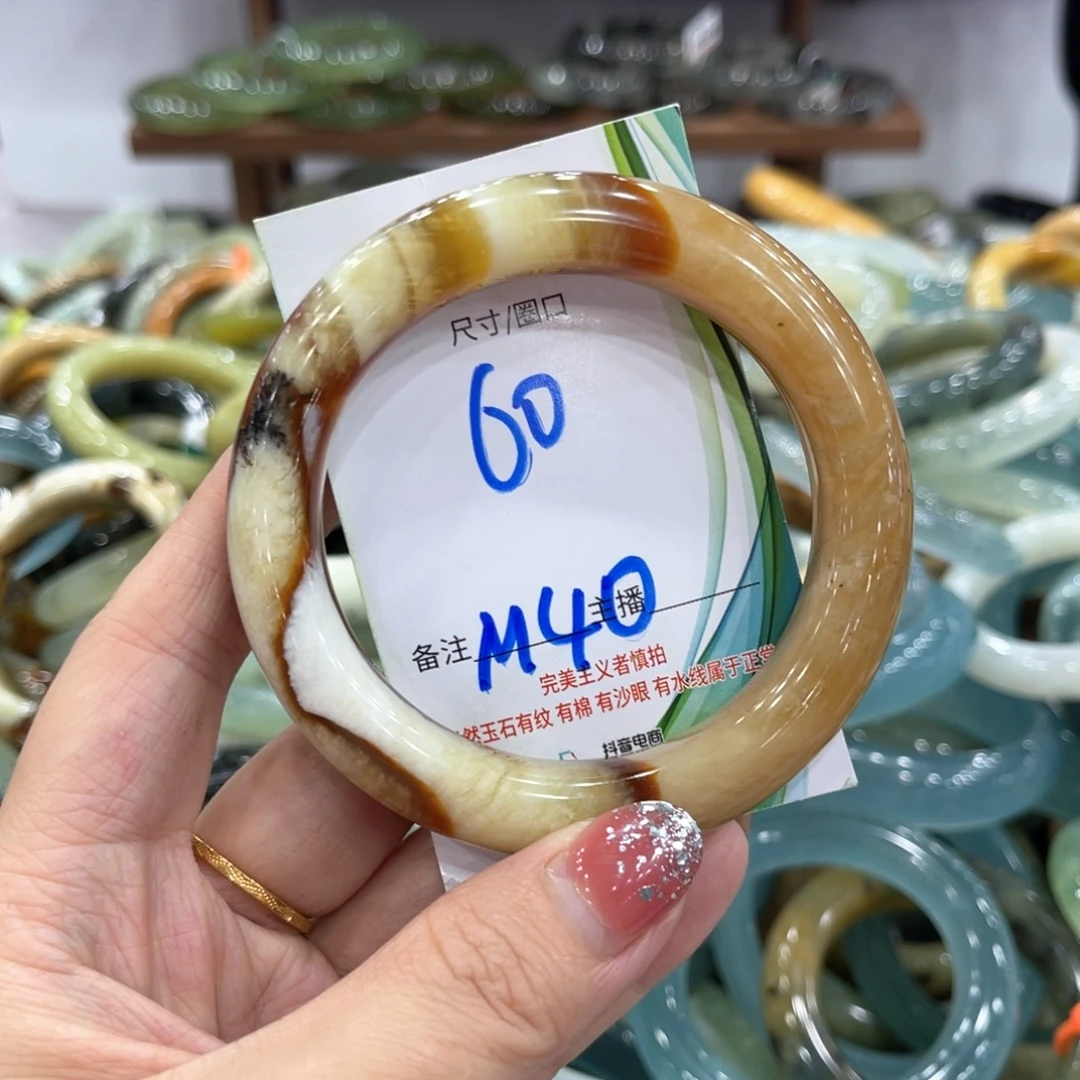 尺寸/圈口
60
备注 M40 主播
完美主义者慎拍
然玉石有纹 有棉 有沙眼 有水线属于正常
抖音电商